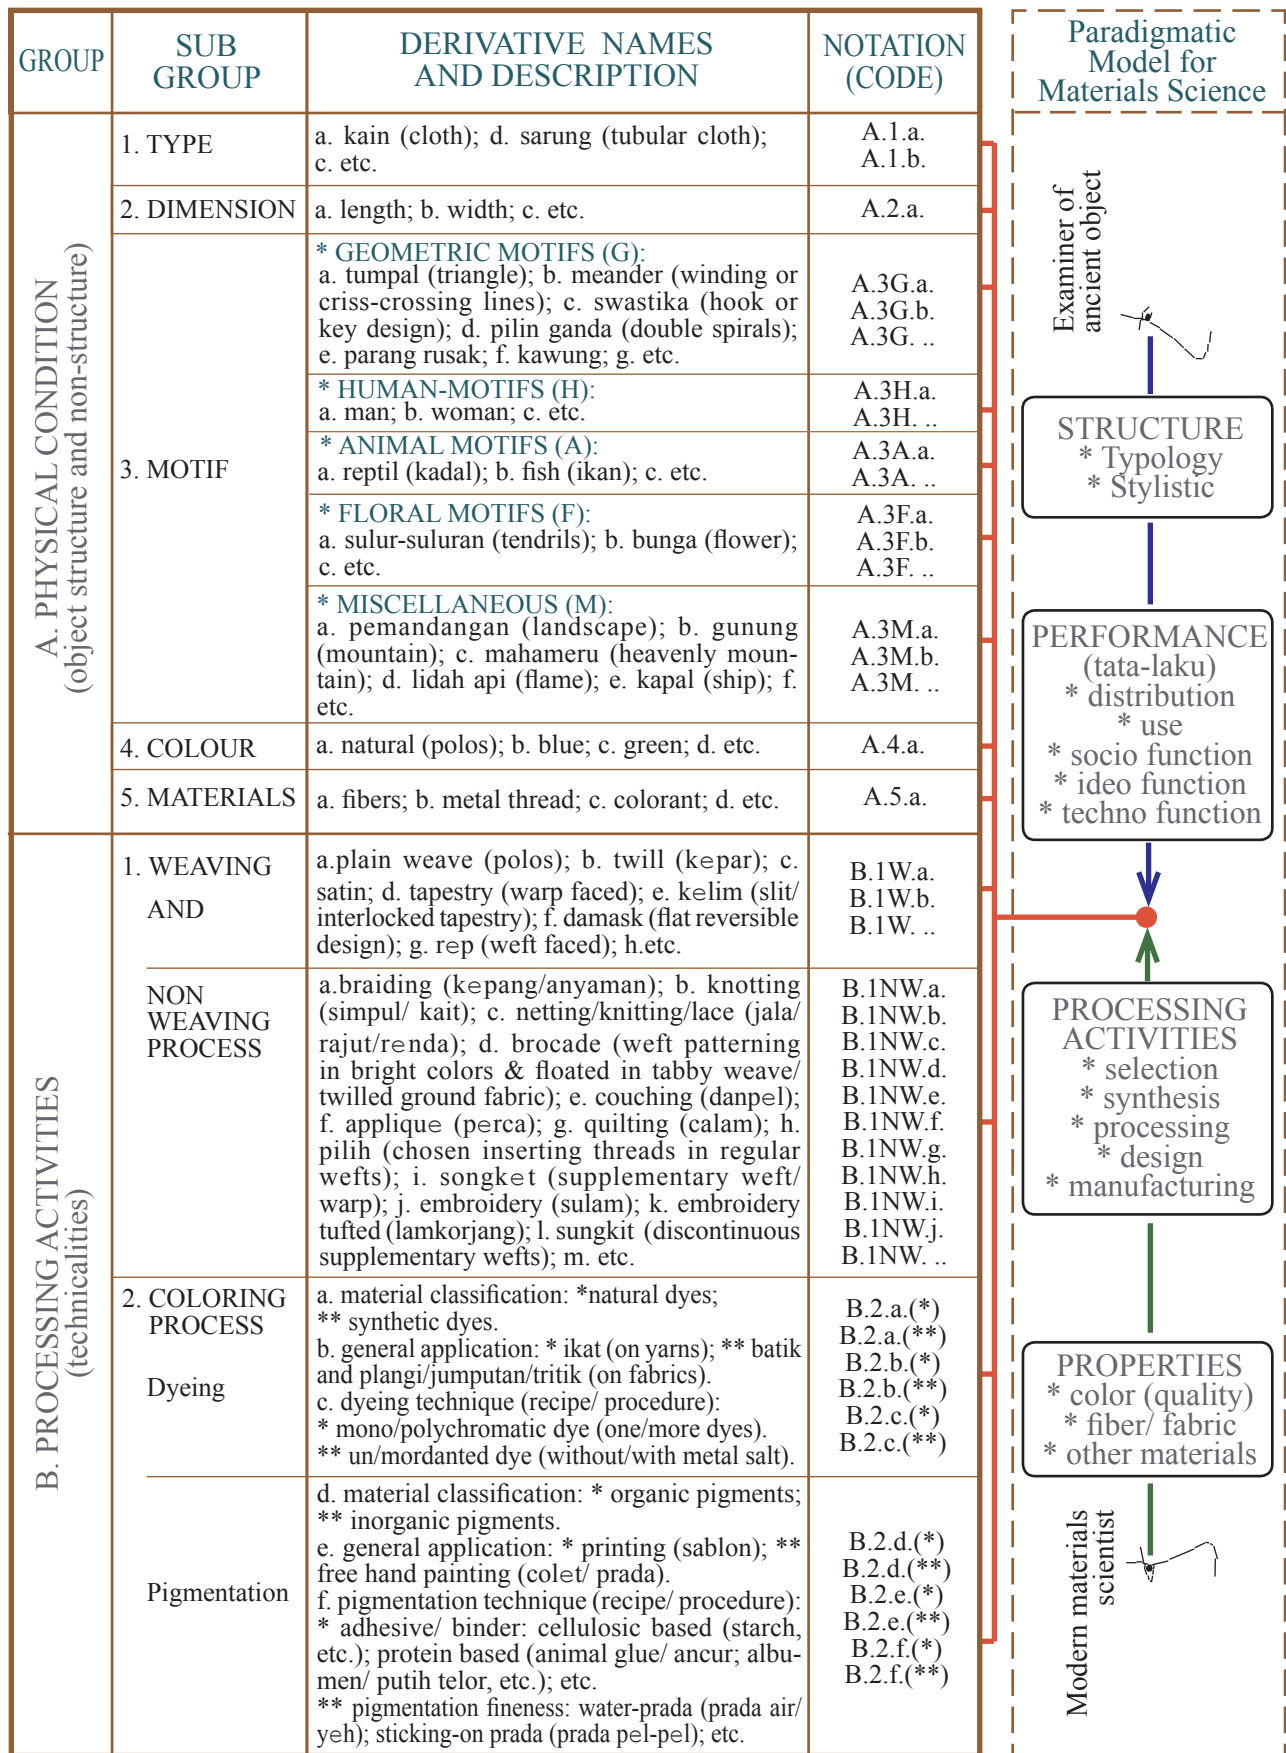 GROUP
SUB
GROUP
DERIVATIVE NAMES
AND DESCRIPTION
NOTATION
(CODE)
A. PHYSICAL CONDITION
(object structure and non-structure)
1. TYPE
a. kain (cloth); d. sarung (tubular cloth);
c. etc.
A.1.a.
A.1.b.
2. DIMENSION
a. length; b. width; c. etc.
A.2.a.
3. MOTIF
* GEOMETRIC MOTIFS (G):
a. tumpal (triangle); b. meander (winding or
criss-crossing lines); c. swastika (hook or
key design); d. pilin ganda (double spirals);
e. parang rusak; f. kawung; g. etc.
A.3G.a.
A.3G.b.
A.3G. ..
* HUMAN-MOTIFS (H):
a. man; b. woman; c. etc.
A.3H.a.
A.3H. ..
* ANIMAL MOTIFS (A):
a. reptil (kadal); b. fish (ikan); c. etc.
A.3A.a.
A.3A. ..
* FLORAL MOTIFS (F):
a. sulur-suluran (tendrils); b. bunga (flower);
c. etc.
A.3F.a.
A.3F.b.
A.3F. ..
* MISCELLANEOUS (M):
a. pemandangan (landscape); b. gunung
(mountain); c. mahameru (heavenly moun-
tain); d. lidah api (flame); e. kapal (ship); f.
etc.
A.3M.a.
A.3M.b.
A.3M. ..
4. COLOUR
a. natural (polos); b. blue; c. green; d. etc.
A.4.a.
5. MATERIALS
a. fibers; b. metal thread; c. colorant; d. etc.
A.5.a.
B. PROCESSING ACTIVITIES
(technicalities)
1. WEAVING
AND
a.plain weave (polos); b. twill (kepar); c.
satin; d. tapestry (warp faced); e. kelim (slit/
interlocked tapestry); f. damask (flat reversible
design); g. rep (weft faced); h.etc.
B.1W.a.
B.1W.b.
B.1W. ..
NON
WEAVING
PROCESS
a.braiding (kepang/anyaman); b. knotting
(simpul/ kait); c. netting/knitting/lace (jala/
rajut/renda); d. brocade (weft patterning
in bright colors & floated in tabby weave/
twilled ground fabric); e. couching (danpel);
f. applique (perca); g. quilting (calam); h.
pilih (chosen inserting threads in regular
wefts); i. songket (supplementary weft/
warp); j. embroidery (sulam); k. embroidery
tufted (lamkorjang); l. sungkit (discontinuous
supplementary wefts); m. etc.
B.1NW.a.
B.1NW.b.
B.1NW.c.
B.1NW.d.
B.1NW.e.
B.1NW.f.
B.1NW.g.
B.1NW.h.
B.1NW.i.
B.1NW.j.
B.1NW. ..
2. COLORING
PROCESS
Dyeing
a. material classification: *natural dyes;
** synthetic dyes.
b. general application: * ikat (on yarns); ** batik
and plangi/jumputan/tritik (on fabrics).
c. dyeing technique (recipe/ procedure):
* mono/polychromatic dye (one/more dyes).
** un/mordanted dye (without/with metal salt).
B.2.a.(*)
B.2.a.(**)
B.2.b.(*)
B.2.b.(**)
B.2.c.(*)
B.2.c.(**)
Pigmentation
d. material classification: * organic pigments;
** inorganic pigments.
e. general application: * printing (sablon); **
free hand painting (colet/ prada).
f. pigmentation technique (recipe/ procedure):
* adhesive/ binder: cellulosic based (starch,
etc.); protein based (animal glue/ ancur; albu-
men/ putih telor, etc.); etc.
** pigmentation fineness: water-prada (prada air/
yeh); sticking-on prada (prada pel-pel); etc.
B.2.d.(*)
B.2.d.(**)
B.2.e.(*)
B.2.e.(**)
B.2.f.(*)
B.2.f.(**)
Paradigmatic
Model for
Materials Science
Examiner of
ancient object
STRUCTURE
* Typology
* Stylistic
PERFORMANCE
(tata-laku)
* distribution
* use
* socio function
* ideo function
* techno function
PROCESSING
ACTIVITIES
* selection
* synthesis
* processing
* design
* manufacturing
PROPERTIES
* color (quality)
* fiber/ fabric
* other materials
Modern materials
scientist